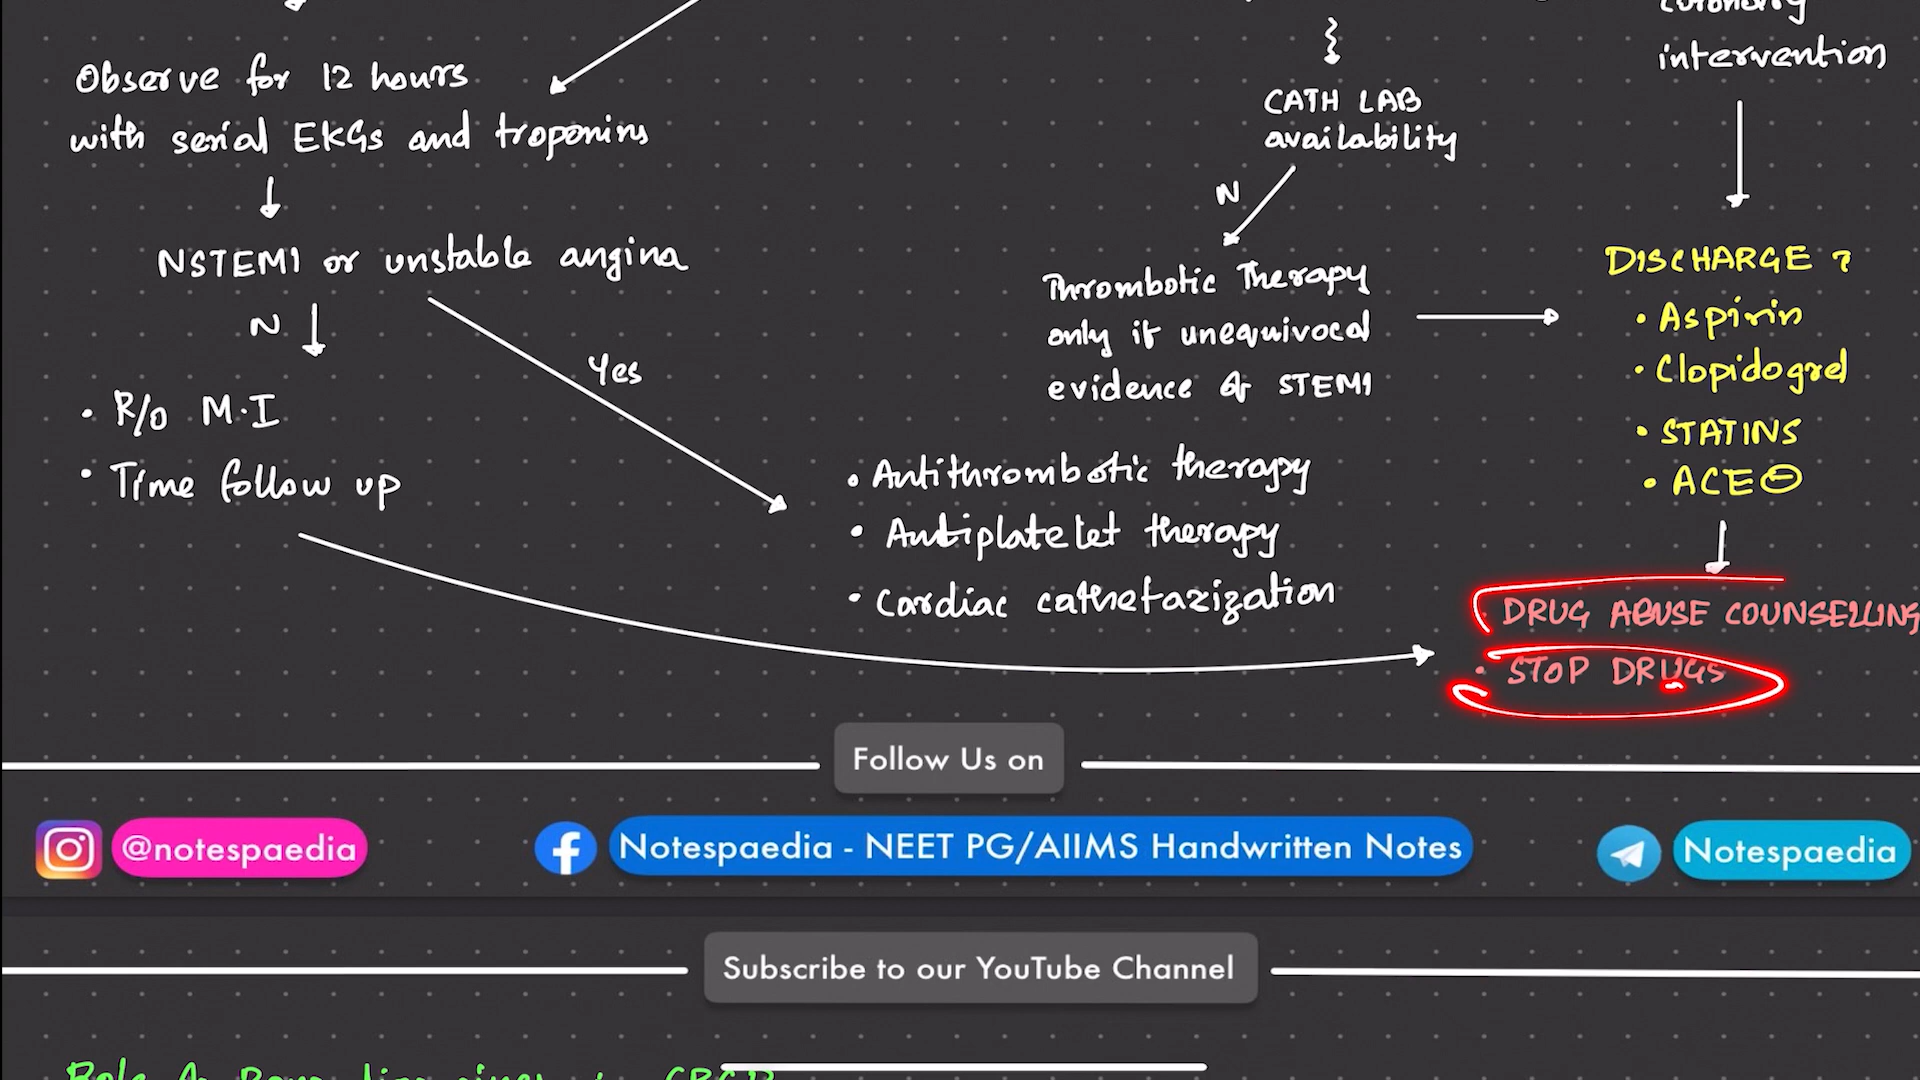 coronary
intervention
Observe for 12 hours
with serial EKGs and troponins
CATH LAB
availability
N
NSTEMI or unstable angina
N
Yes
Thrombotic Therapy
only if unequivocal
evidence of STEMI
DISCHARGE :
• Aspirin
• Clopidogrel
• STATINS
• ACE⊖
• R/o M.I
• Time follow up
• Antithrombotic therapy
• Antiplatelet therapy
• Cardiac cathetarization
• DRUG ABUSE COUNSELLING
• STOP DRUGS
Follow Us on
@notespaedia
Notespaedia - NEET PG/AIIMS Handwritten Notes
Notespaedia
Subscribe to our YouTube Channel